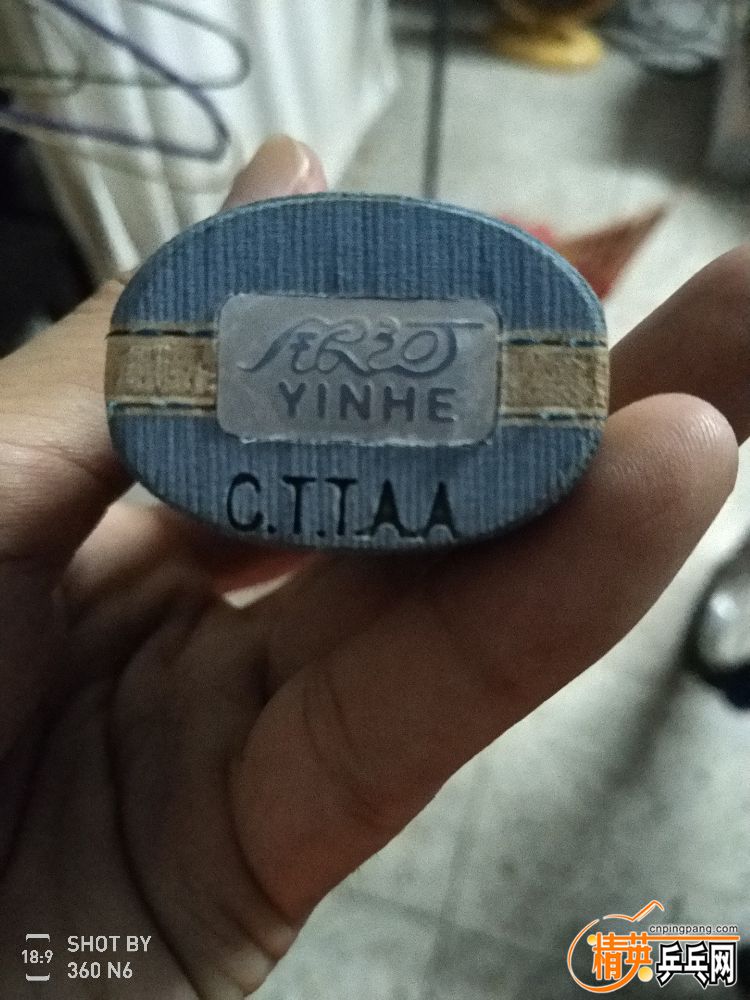 YINHE
C.T.T.A.A
18:9
SHOT BY
360 N6
cnpingpang.com
精英乒乓网